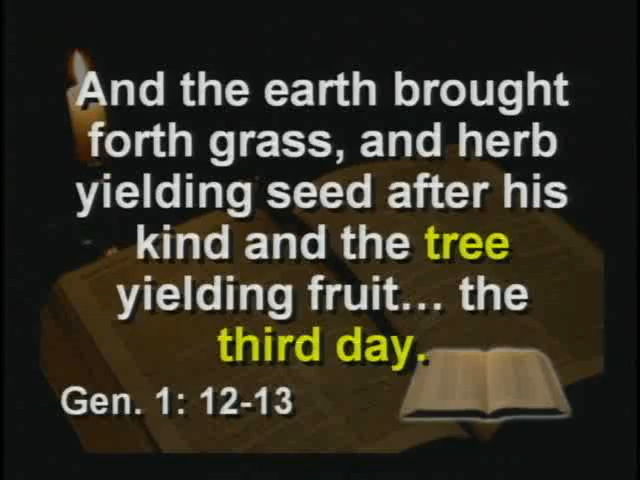 And the earth brought
forth grass, and herb
yielding seed after his
kind and the tree
yielding fruit... the
third day.
Gen. 1: 12-13